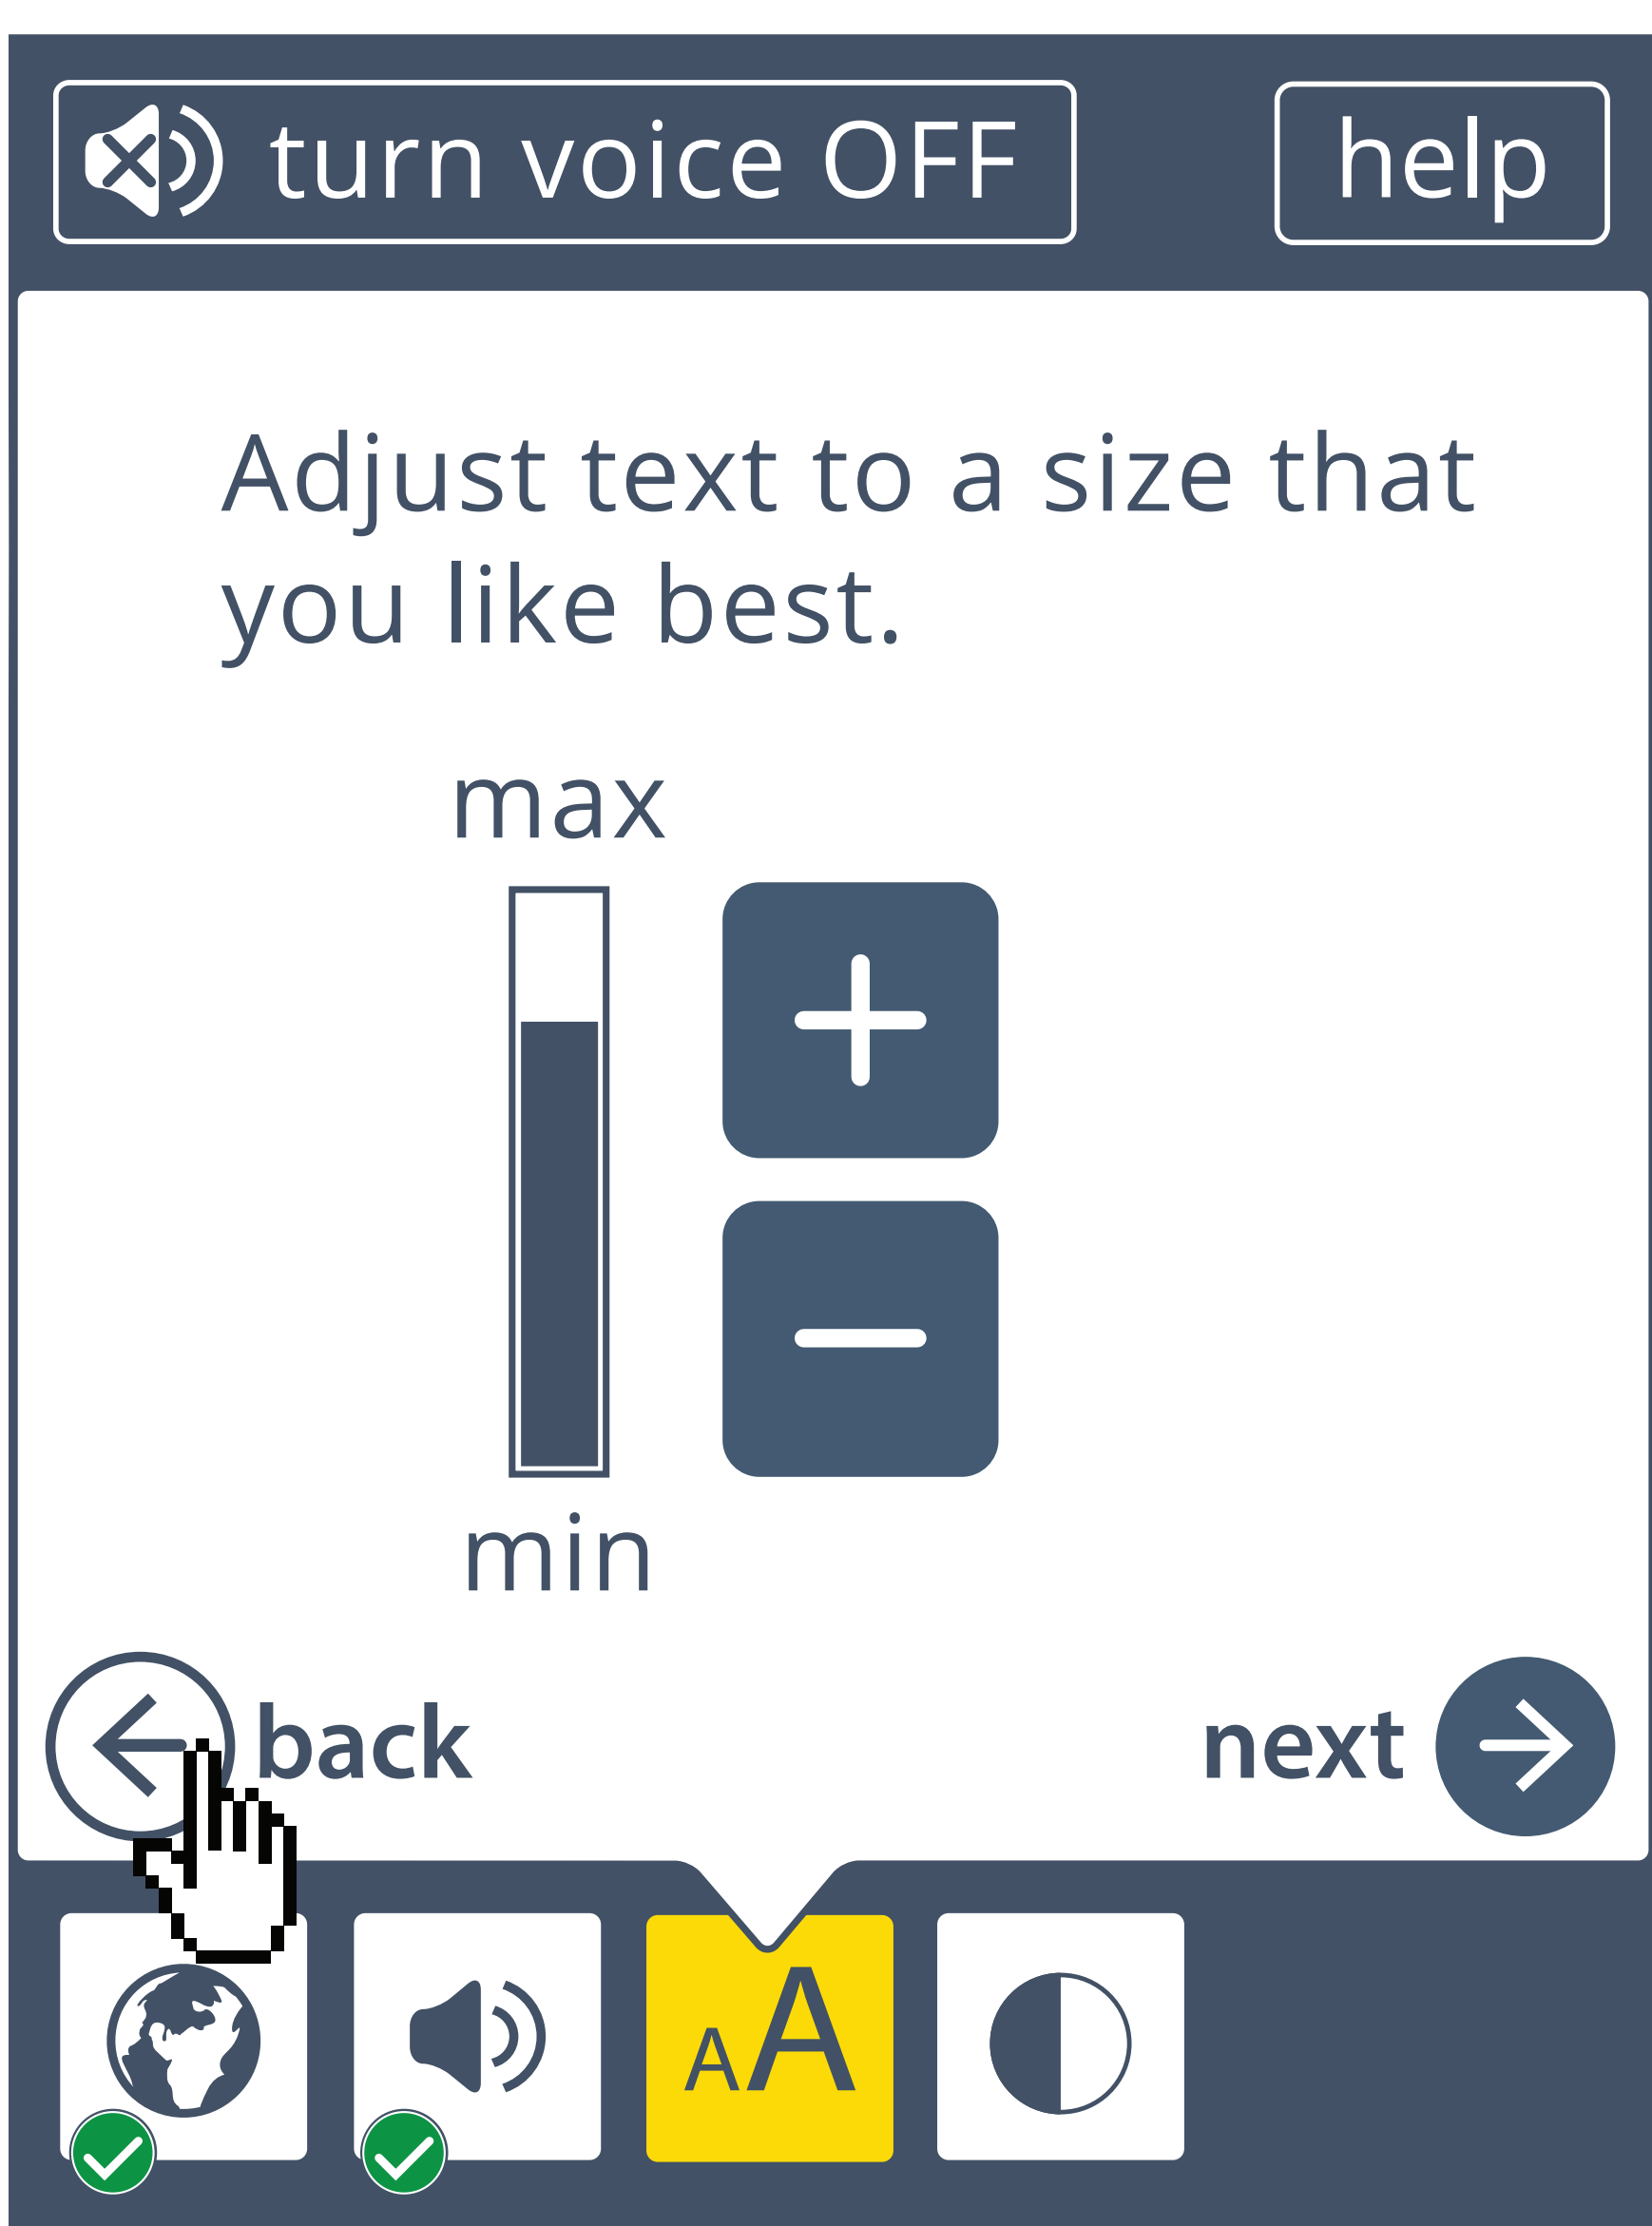 turn voice OFF
help
Adjust text to a size that
you like best.
max
min
back
next
AA